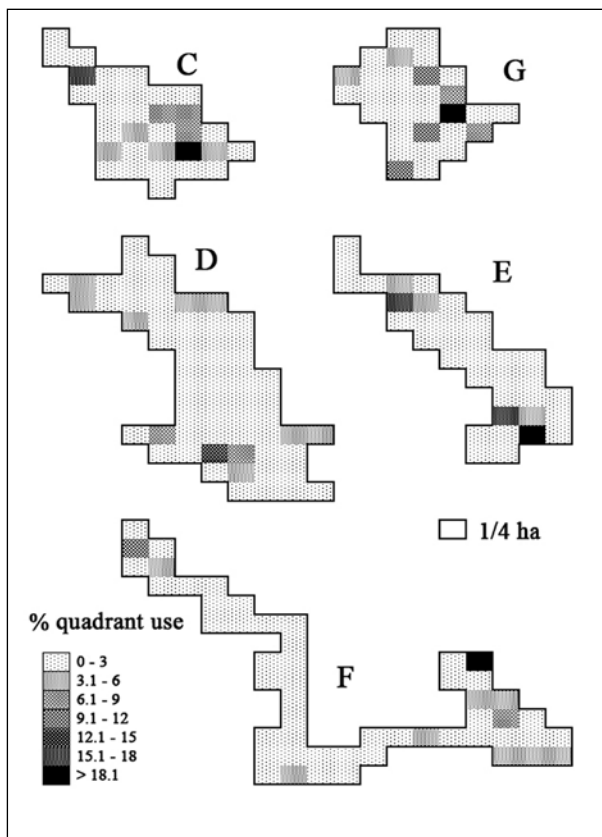 C
G
D
E
1/4 ha
% quadrant use
F
0 - 3
3.1 - 6
6.1 - 9
9.1 - 12
12.1 - 15
15.1 - 18
> 18.1